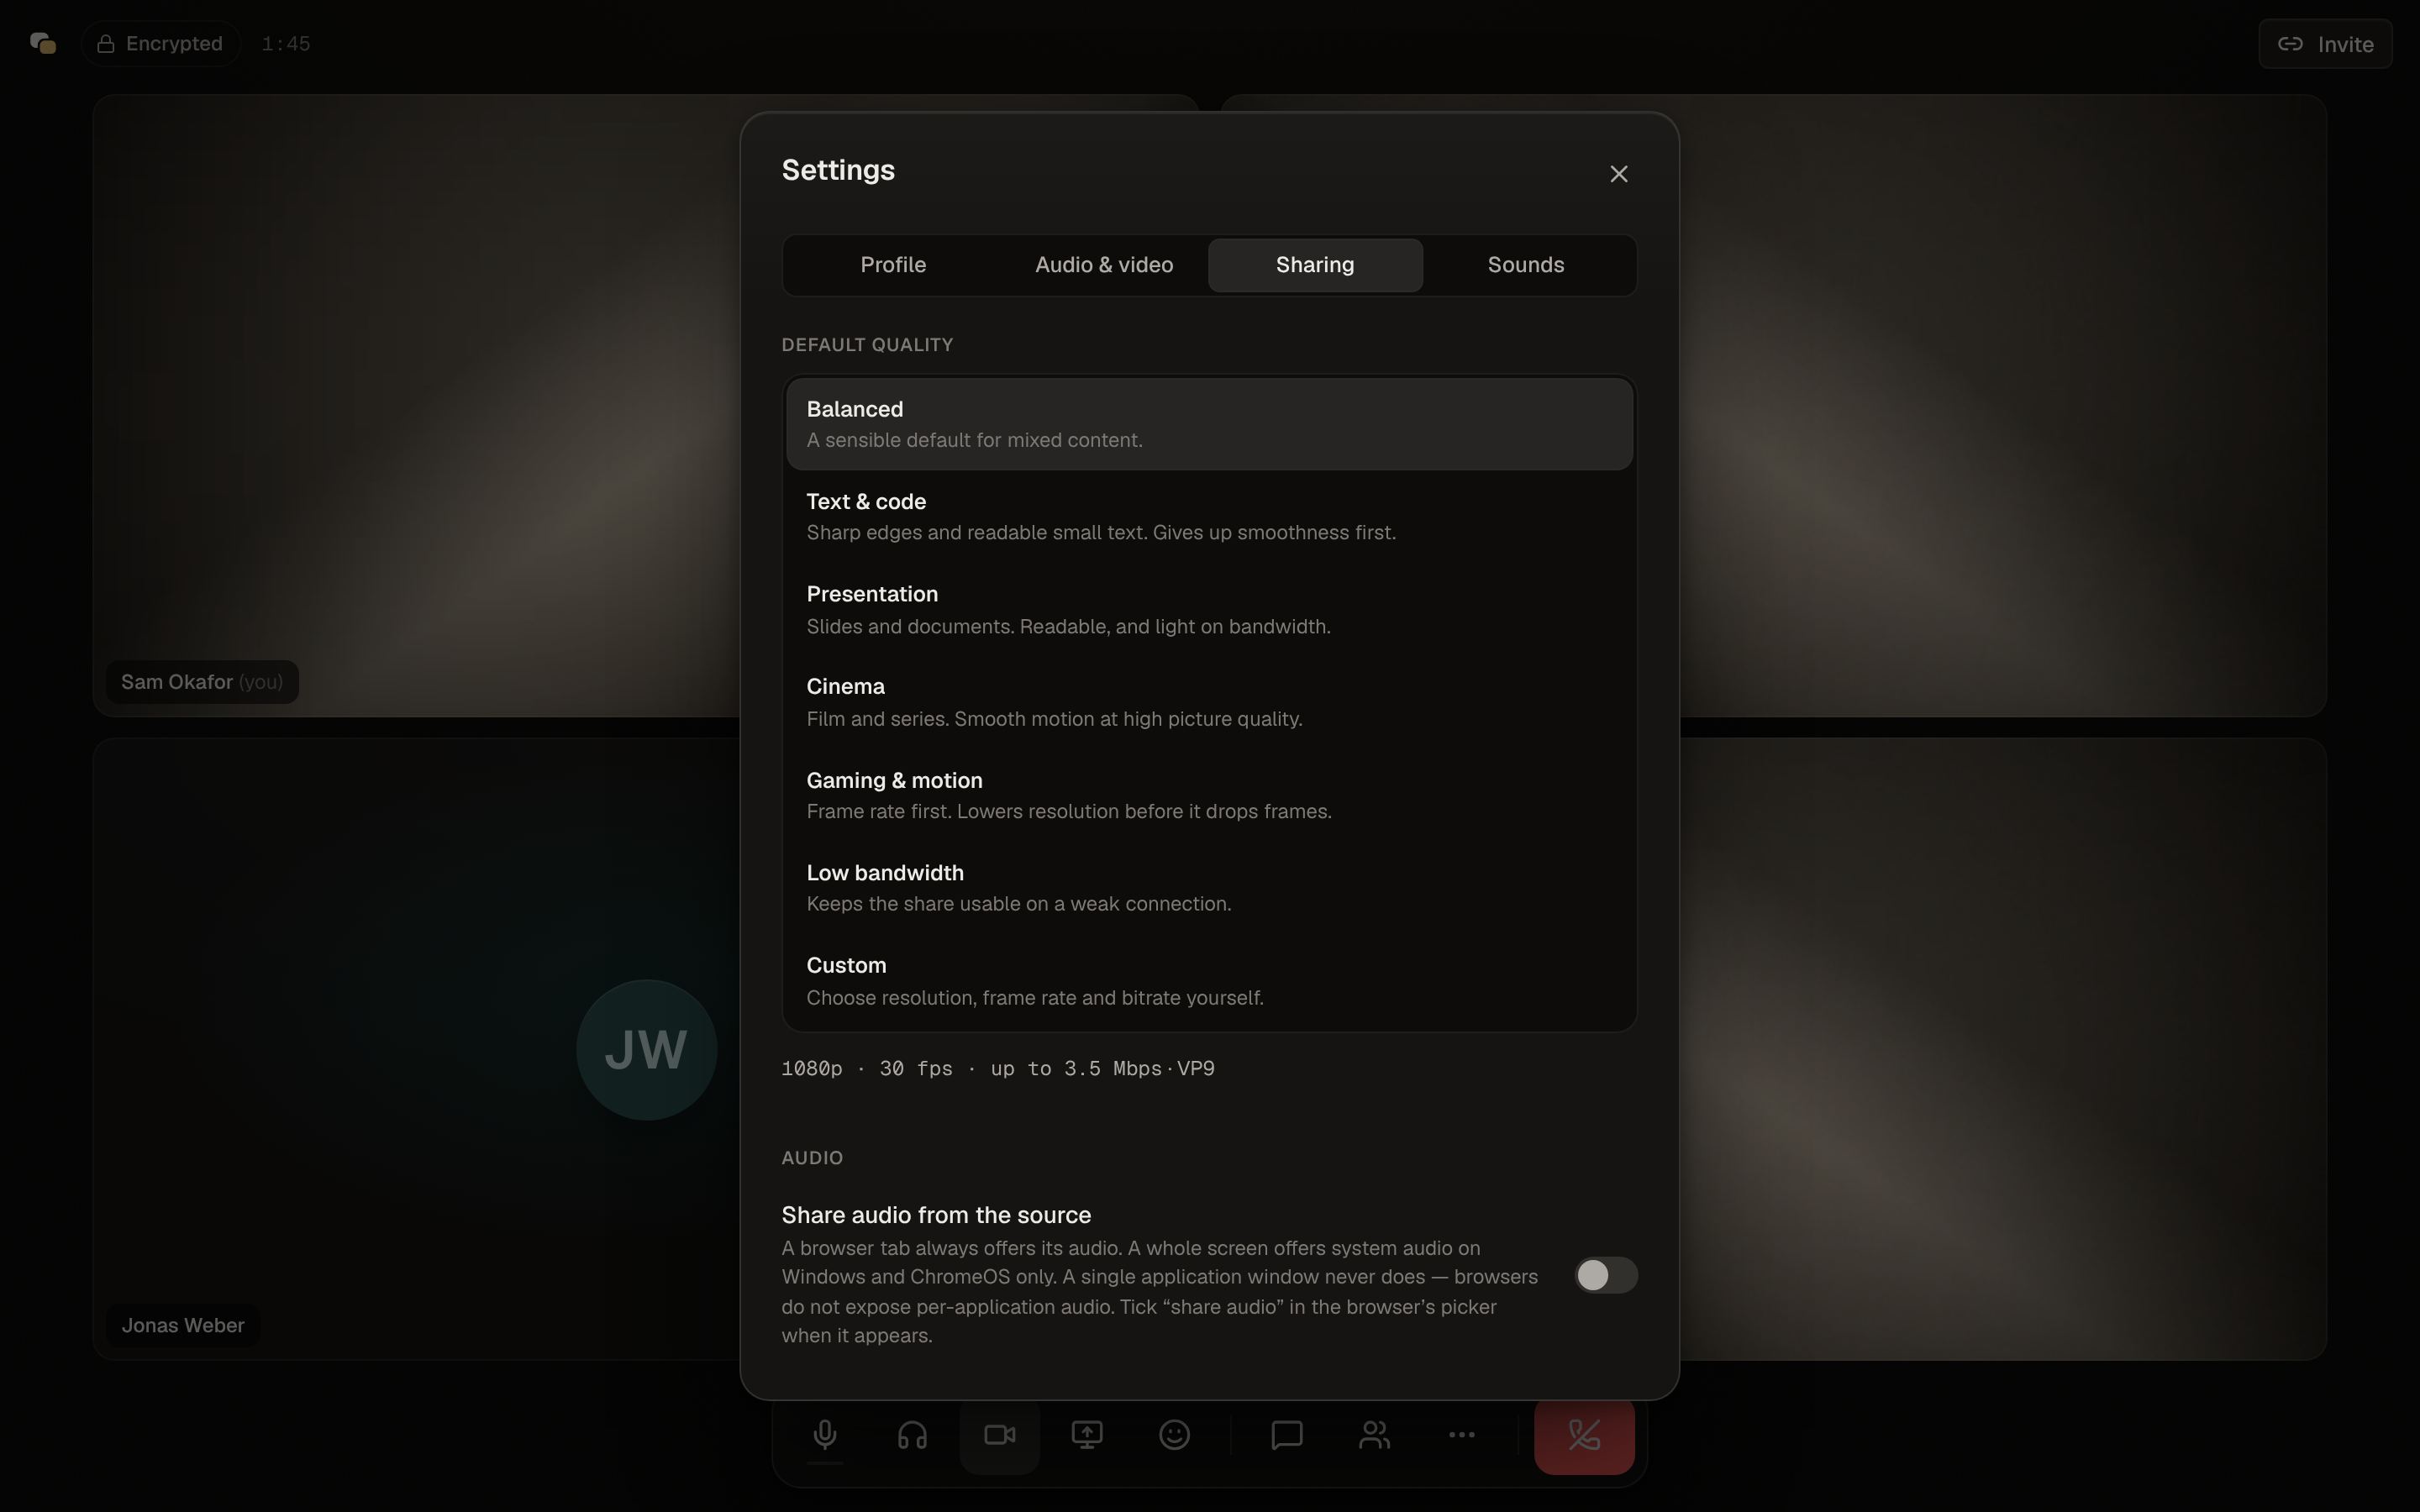 Encrypted 1:45 Invite
Settings
Profile Audio & video Sharing Sounds
DEFAULT QUALITY
Balanced
A sensible default for mixed content.
Text & code
Sharp edges and readable small text. Gives up smoothness first.
Presentation
Slides and documents. Readable, and light on bandwidth.
Cinema
Film and series. Smooth motion at high picture quality.
Gaming & motion
Frame rate first. Lowers resolution before it drops frames.
Low bandwidth
Keeps the share usable on a weak connection.
Custom
Choose resolution, frame rate and bitrate yourself.
1080p · 30 fps · up to 3.5 Mbps · VP9
AUDIO
Share audio from the source
A browser tab always offers its audio. A whole screen offers system audio on
Windows and ChromeOS only. A single application window never does — browsers
do not expose per-application audio. Tick “share audio” in the browser’s picker
when it appears.
Sam Okafor (you)
JW
Jonas Weber